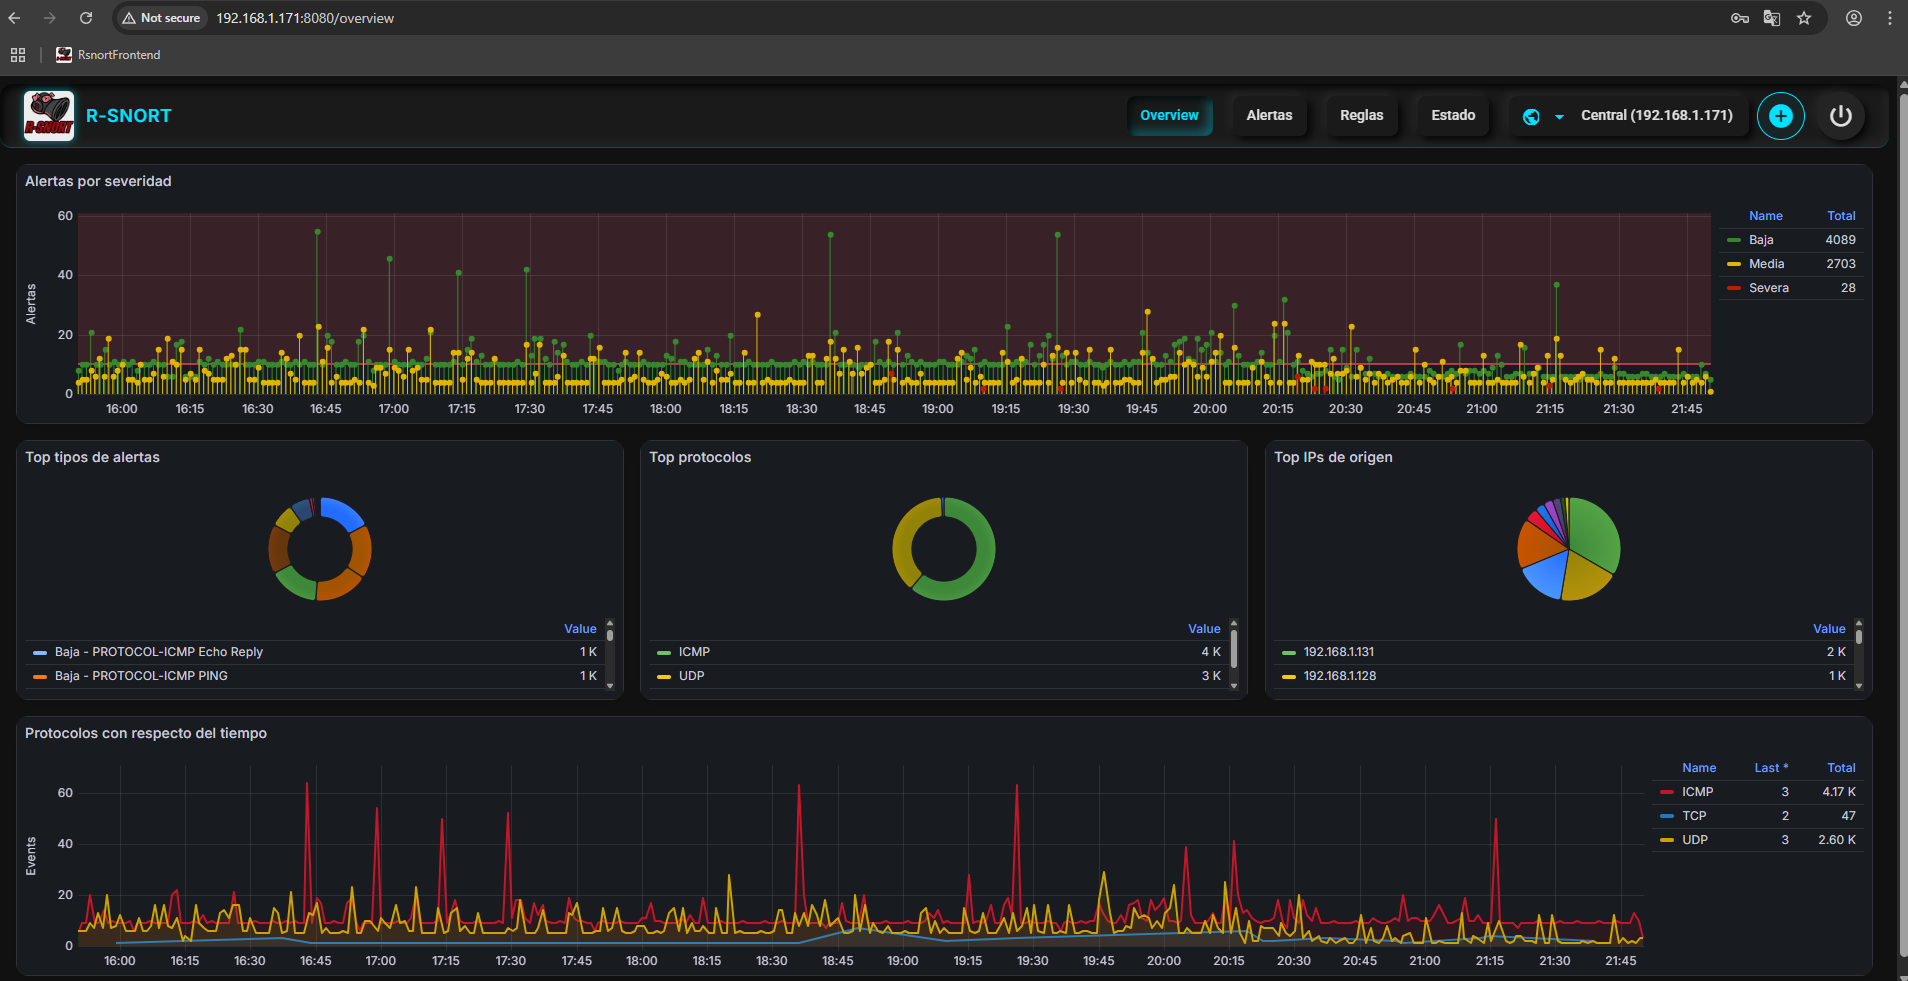 Not secure 192.168.1.171:8080/overview
RsnortFrontend
R-SNORT
R-SNORT
Overview
Alertas
Reglas
Estado
Central (192.168.1.171)
Alertas por severidad
Alertas
60
40
20
0
16:00 16:15 16:30 16:45 17:00 17:15 17:30 17:45 18:00 18:15 18:30 18:45 19:00 19:15 19:30 19:45 20:00 20:15 20:30 20:45 21:00 21:15 21:30 21:45
Name Total
Baja 4089
Media 2703
Severa 28
Top tipos de alertas
Value
Baja - PROTOCOL-ICMP Echo Reply 1 K
Baja - PROTOCOL-ICMP PING 1 K
Top protocolos
Value
ICMP 4 K
UDP 3 K
Top IPs de origen
Value
192.168.1.131 2 K
192.168.1.128 1 K
Protocolos con respecto del tiempo
Events
60
40
20
0
16:00 16:15 16:30 16:45 17:00 17:15 17:30 17:45 18:00 18:15 18:30 18:45 19:00 19:15 19:30 19:45 20:00 20:15 20:30 20:45 21:00 21:15 21:30 21:45
Name Last * Total
ICMP 3 4.17 K
TCP 2 47
UDP 3 2.60 K